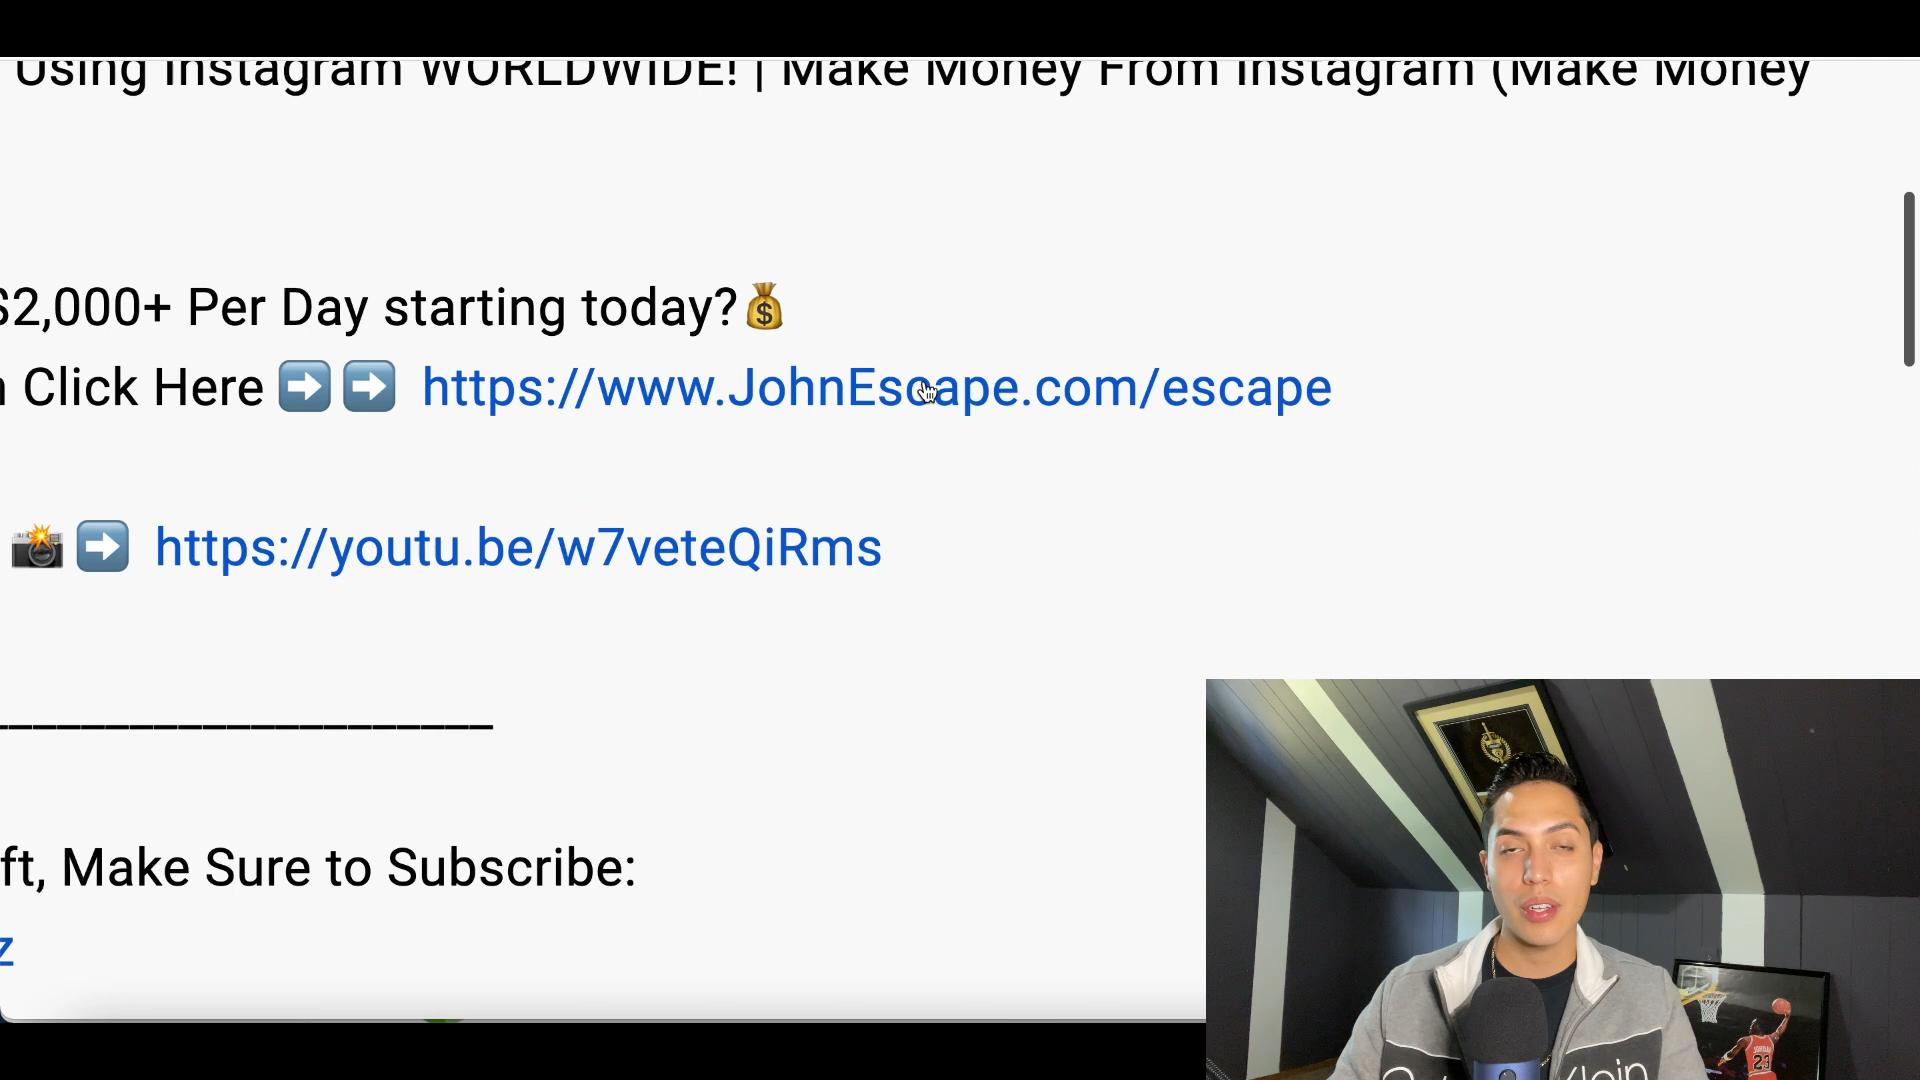 Using Instagram WORLDWIDE! | Make Money From Instagram (Make Money
$2,000+ Per Day starting today?
Click Here https://www.JohnEscape.com/escape
https://youtu.be/w7veteQiRms
ft, Make Sure to Subscribe:
z
23